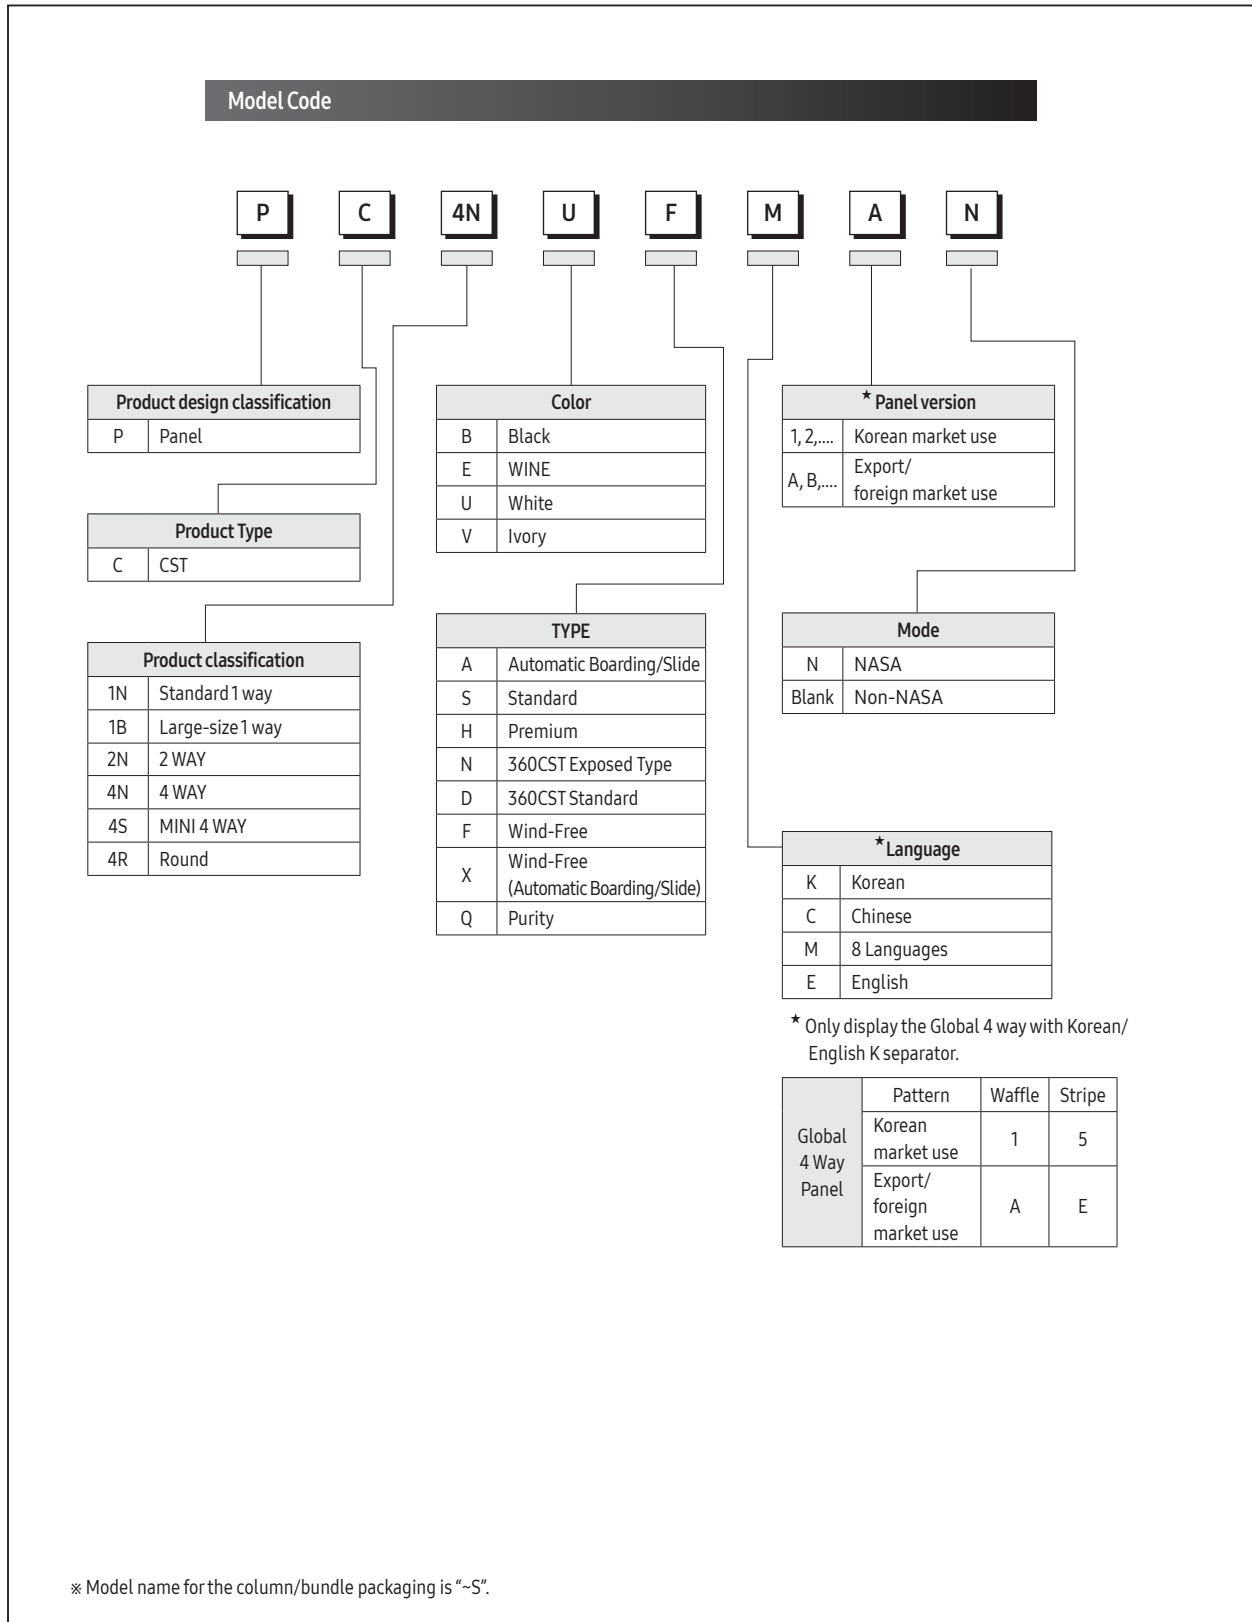 Model Code
P C 4N U F M A N
Product design classification
P Panel
Product Type
C CST
Product classification
1N Standard 1 way
1B Large-size 1 way
2N 2 WAY
4N 4 WAY
4S MINI 4 WAY
4R Round
Color
B Black
E WINE
U White
V Ivory
TYPE
A Automatic Boarding/Slide
S Standard
H Premium
N 360CST Exposed Type
D 360CST Standard
F Wind-Free
X Wind-Free
(Automatic Boarding/Slide)
Q Purity
★ Panel version
1, 2,.... Korean market use
A, B,.... Export/
foreign market use
Mode
N NASA
Blank Non-NASA
★ Language
K Korean
C Chinese
M 8 Languages
E English
★ Only display the Global 4 way with Korean/
English K separator.
Global
4 Way
Panel
Pattern Waffle Stripe
Korean
market use 1 5
Export/
foreign
market use A E
※ Model name for the column/bundle packaging is “~S”.